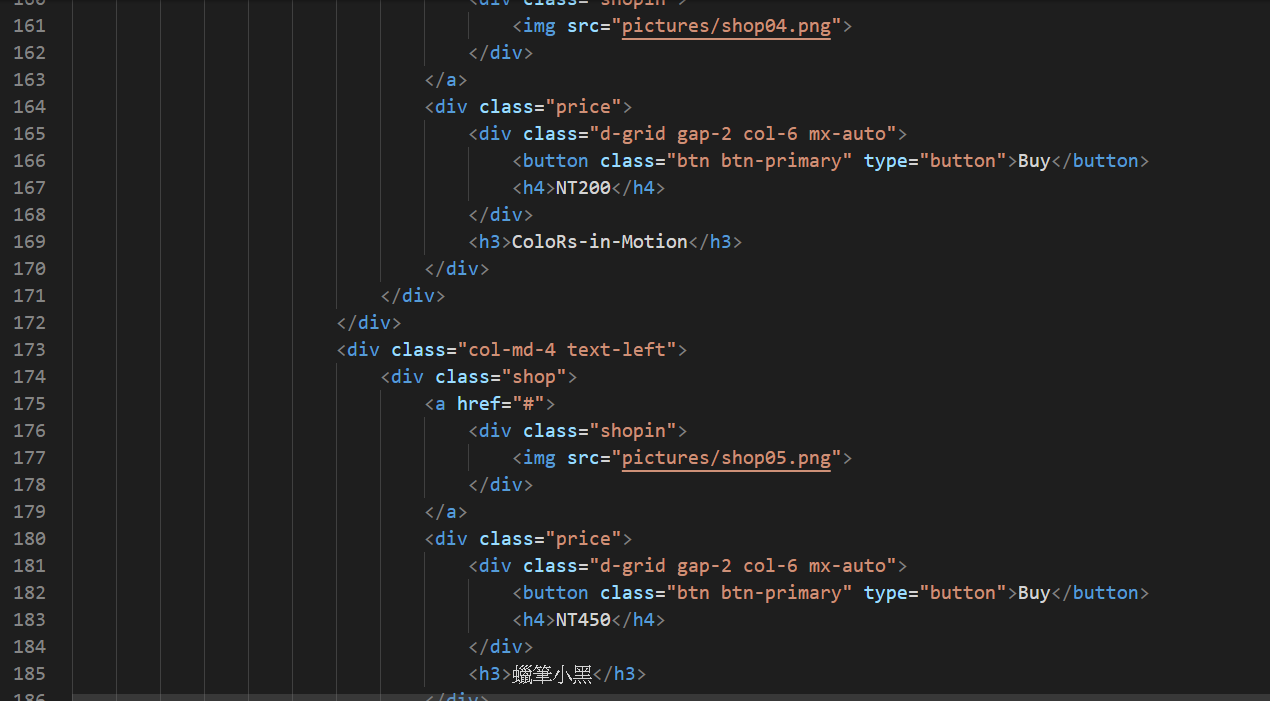 160 <div class="shopin">
161 <img src="pictures/shop04.png">
162 </div>
163 </a>
164 <div class="price">
165 <div class="d-grid gap-2 col-6 mx-auto">
166 <button class="btn btn-primary" type="button">Buy</button>
167 <h4>NT200</h4>
168 </div>
169 <h3>ColoRs-in-Motion</h3>
170 </div>
171 </div>
172 </div>
173 <div class="col-md-4 text-left">
174 <div class="shop">
175 <a href="#">
176 <div class="shopin">
177 <img src="pictures/shop05.png">
178 </div>
179 </a>
180 <div class="price">
181 <div class="d-grid gap-2 col-6 mx-auto">
182 <button class="btn btn-primary" type="button">Buy</button>
183 <h4>NT450</h4>
184 </div>
185 <h3>蠟筆小黑</h3>
186 </div>